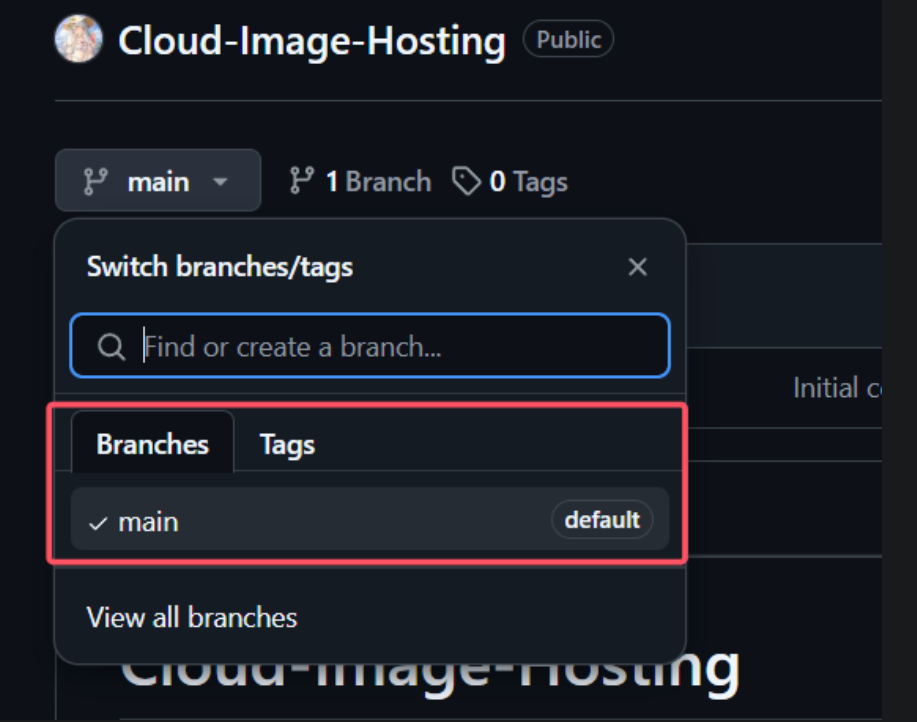 Cloud-Image-Hosting Public
main 1 Branch 0 Tags
Switch branches/tags
Find or create a branch...
Initial
Branches Tags
main default
View all branches
Cloud-Image-Hosting